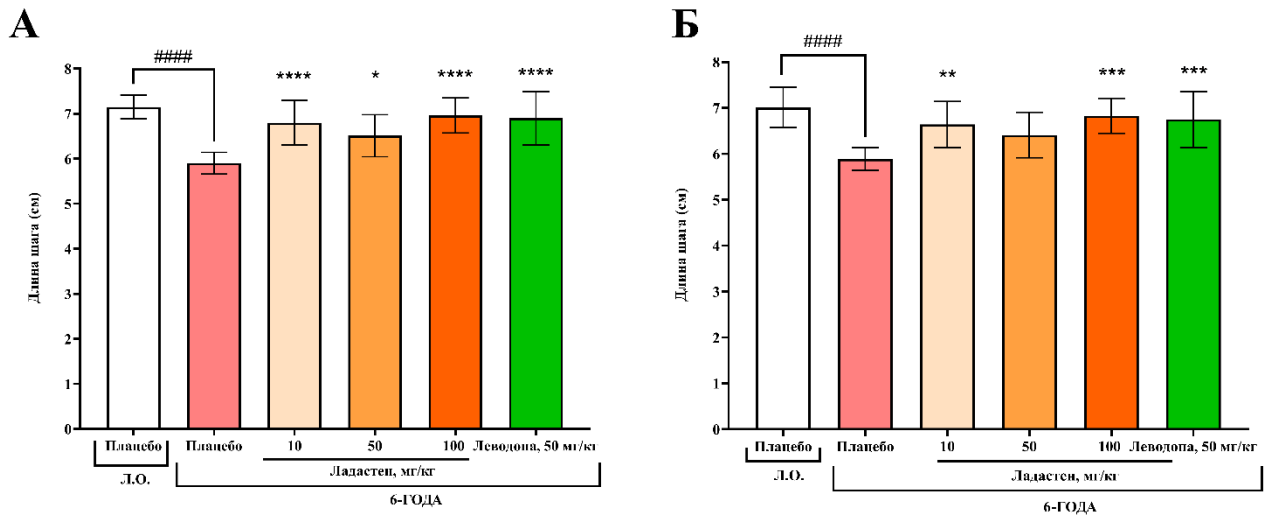 А
####
****
*
****
****
Длина шага (см)
8
7
6
5
4
3
2
1
0
Плацебо
Плацебо
10
50
100
Леводопа, 50 мг/кг
Л.О.
Ладастен, мг/кг
6-ГОДА
Б
####
**
***
***
Длина шага (см)
8
7
6
5
4
3
2
1
0
Плацебо
Плацебо
10
50
100
Леводопа, 50 мг/кг
Л.О.
Ладастен, мг/кг
6-ГОДА